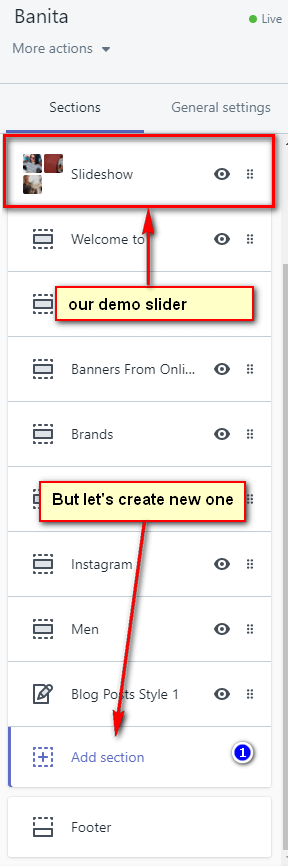 Banita
Live
More actions
Sections
General settings
Slideshow
Welcome to
our demo slider
Banners From Onli...
Brands
But let's create new one
Instagram
Men
Blog Posts Style 1
Add section
1
Footer